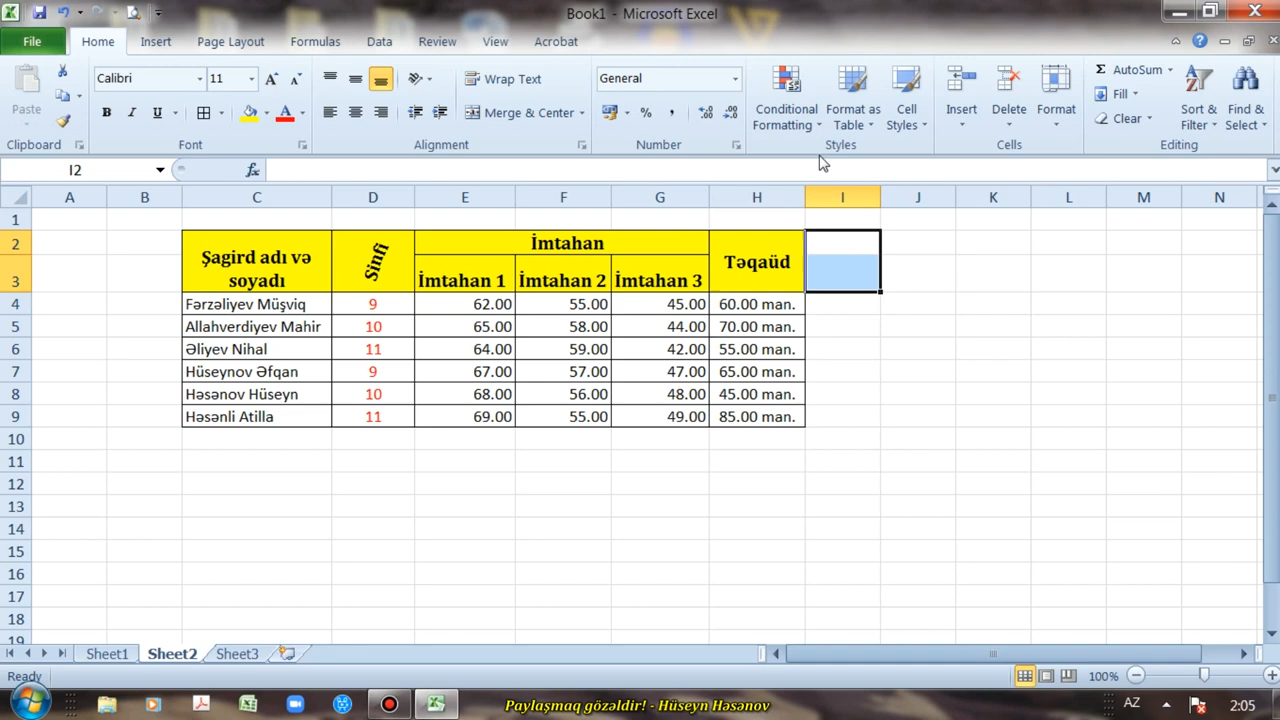 Book1 - Microsoft Excel
File Home Insert Page Layout Formulas Data Review View Acrobat
Paste
Clipboard
Calibri 11
B I U A
Font
Wrap Text
Merge & Center
Alignment
General
% ,
Number
Conditional Formatting
Format as Table
Cell Styles
Styles
Insert
Delete
Format
Cells
Σ AutoSum
Fill
Clear
Sort & Filter
Find & Select
Editing
I2 fx
A B C D E F G H I J K L M N
1
2 Şagird adı və soyadı Sinfi İmtahan Təqaüd
3 İmtahan 1 İmtahan 2 İmtahan 3
4 Fərzəliyev Müşviq 9 62.00 55.00 45.00 60.00 man.
5 Allahverdiyev Mahir 10 65.00 58.00 44.00 70.00 man.
6 Əliyev Nihal 11 64.00 59.00 42.00 55.00 man.
7 Hüseynov Əfqan 9 67.00 57.00 47.00 65.00 man.
8 Həsənov Hüseyn 10 68.00 56.00 48.00 45.00 man.
9 Həsənli Atilla 11 69.00 55.00 49.00 85.00 man.
10
11
12
13
14
15
16
17
18
19
Sheet1 Sheet2 Sheet3
Ready 100%
Paylaşmaq gözəldir! - Hüseyn Həsənov AZ 2:05